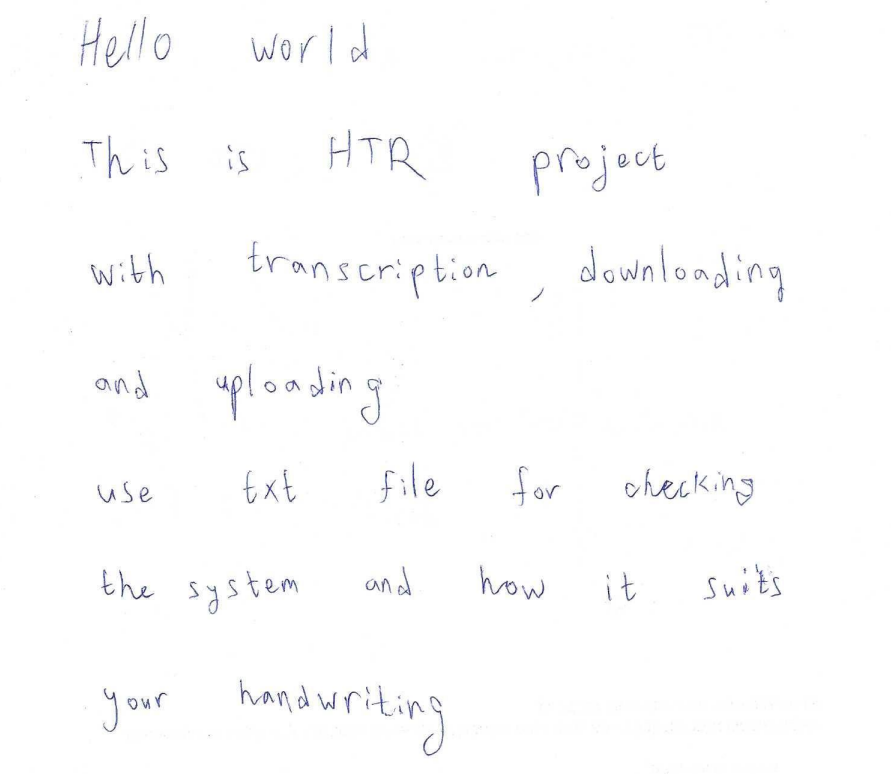 Hello world
This is HTR project
with transcription, downloading
and uploading
use txt file for checking
the system and how it suits
your handwriting